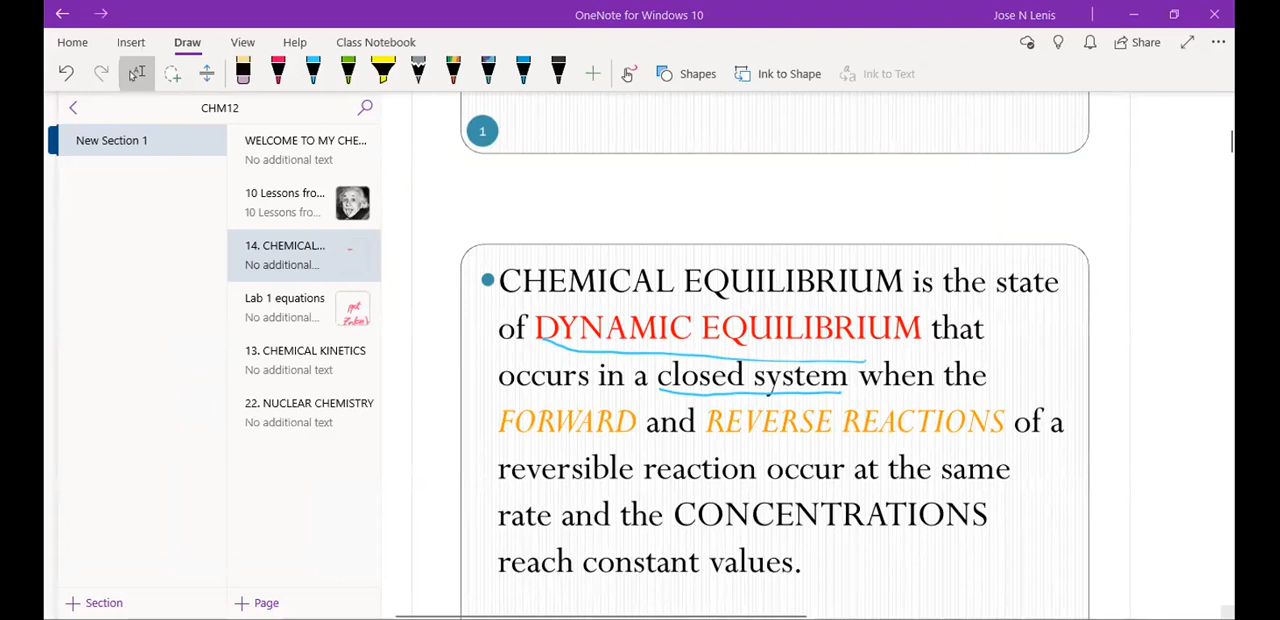 OneNote for Windows 10
Jose N Lenis
Home Insert Draw View Help Class Notebook
Share
Shapes
Ink to Shape
Ink to Text
CHM12
New Section 1
WELCOME TO MY CHE...
No additional text
10 Lessons fro...
10 Lessons fro...
14. CHEMICAL...
No additional...
Lab 1 equations
No additional...
13. CHEMICAL KINETICS
No additional text
22. NUCLEAR CHEMISTRY
No additional text
Section
Page
1
CHEMICAL EQUILIBRIUM is the state
of DYNAMIC EQUILIBRIUM that
occurs in a closed system when the
FORWARD and REVERSE REACTIONS of a
reversible reaction occur at the same
rate and the CONCENTRATIONS
reach constant values.